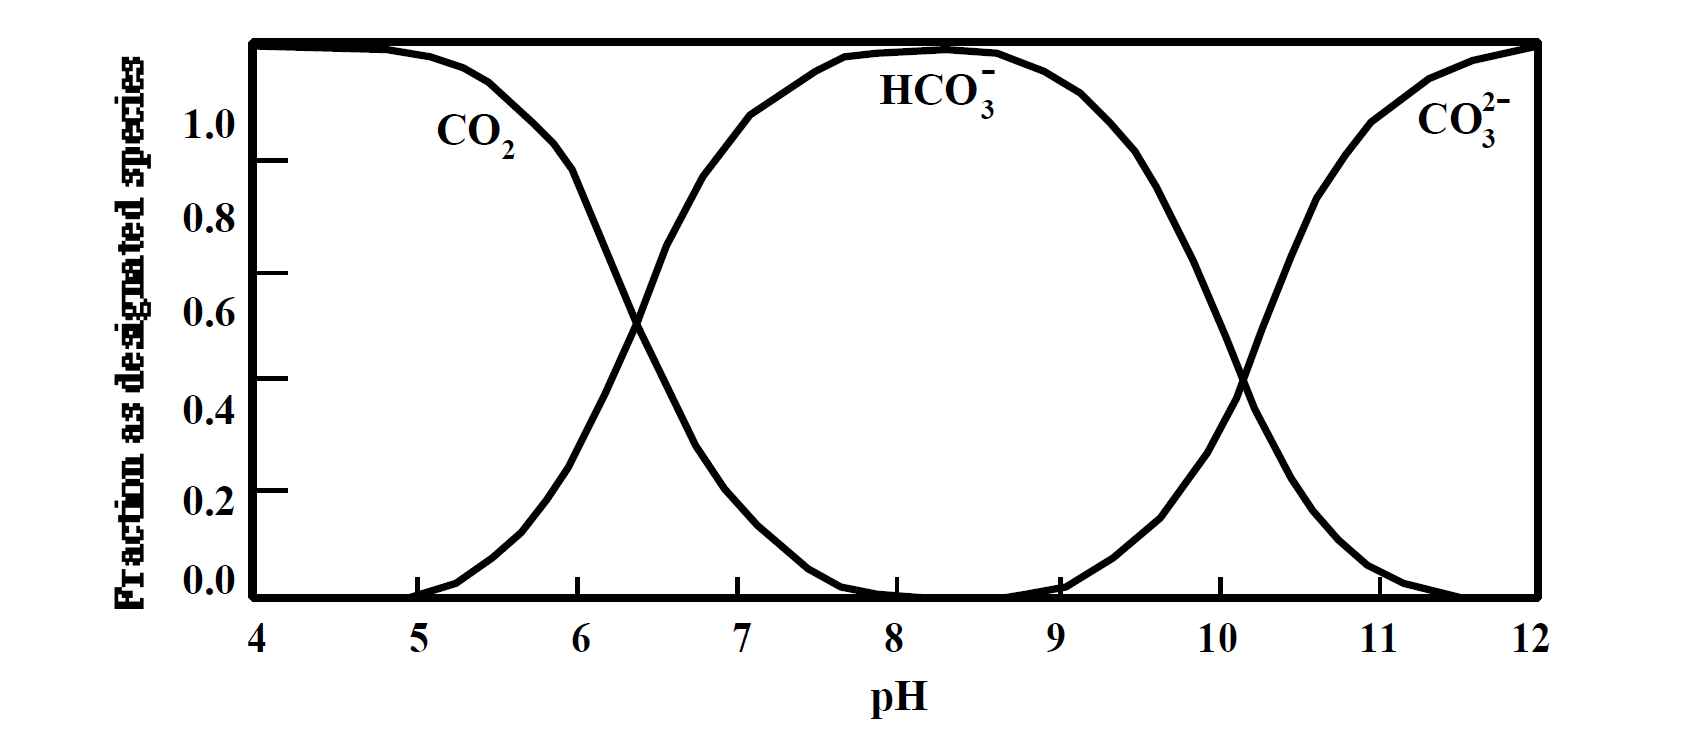 Fraction as designated species
1.0
0.8
0.6
0.4
0.2
0.0
CO₂
HCO₃⁻
CO₃²⁻
4 5 6 7 8 9 10 11 12
pH